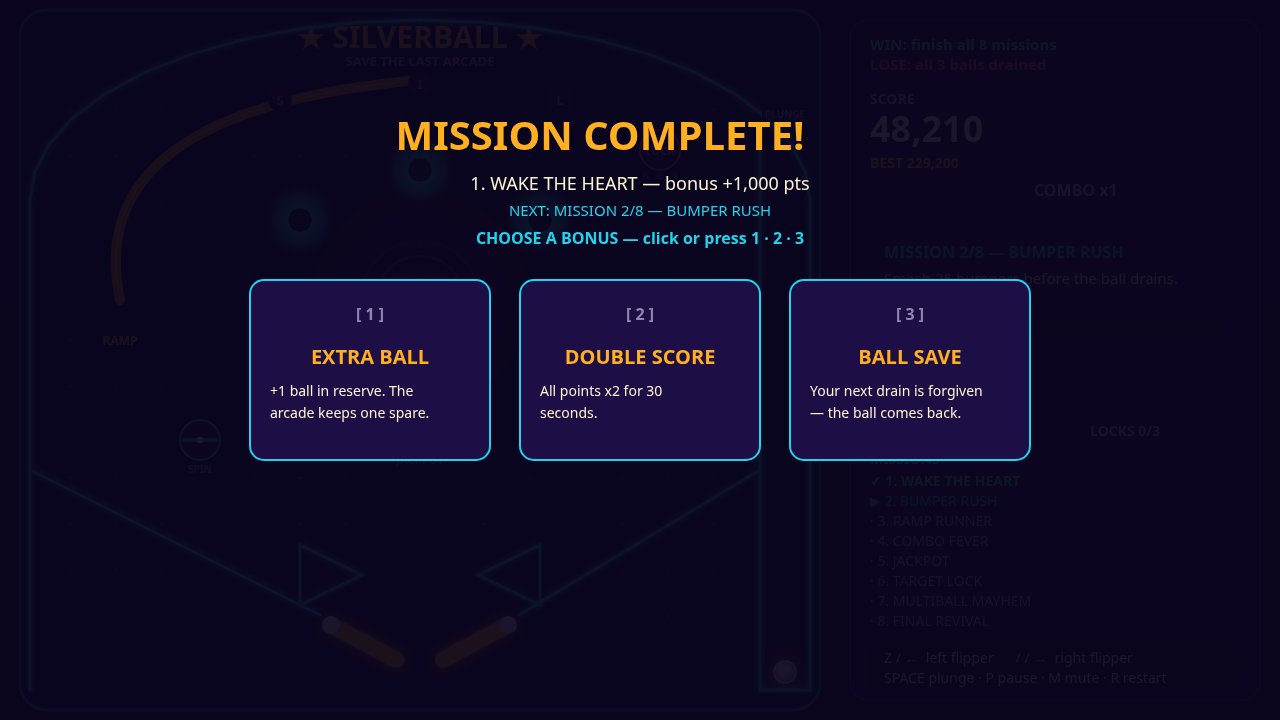 ★ SILVERBALL ★
SAVE THE LAST ARCADE
S
I
L
PLUNGE
MISSION COMPLETE!
1. WAKE THE HEART — bonus +1,000 pts
NEXT: MISSION 2/8 — BUMPER RUSH
CHOOSE A BONUS — click or press 1 · 2 · 3
[ 1 ]
EXTRA BALL
+1 ball in reserve. The
arcade keeps one spare.
[ 2 ]
DOUBLE SCORE
All points x2 for 30
seconds.
[ 3 ]
BALL SAVE
Your next drain is forgiven
— the ball comes back.
RAMP
SPIN
WIN: finish all 8 missions
LOSE: all 3 balls drained
SCORE
48,210
BEST 229,200
COMBO x1
MISSION 2/8 — BUMPER RUSH
bumpers before the ball drains.
LOCKS 0/3
✓ 1. WAKE THE HEART
▶ 2. BUMPER RUSH
· 3. RAMP RUNNER
· 4. COMBO FEVER
· 5. JACKPOT
· 6. TARGET LOCK
· 7. MULTIBALL MAYHEM
· 8. FINAL REVIVAL
Z / ← left flipper / / → right flipper
SPACE plunge · P pause · M mute · R restart